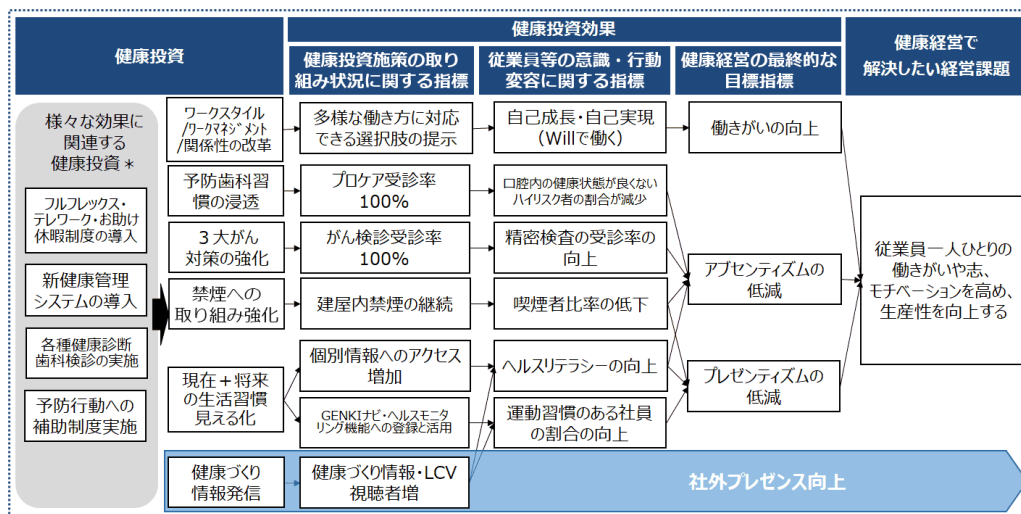 健康投資
健康投資効果
健康経営で
解決したい経営課題
健康投資施策の取り
組み状況に関する指標
従業員等の意識・行動
変容に関する指標
健康経営の最終的な
目標指標
様々な効果に
関連する
健康投資＊
フルフレックス・
テレワーク・お助け
休暇制度の導入
新健康管理
システムの導入
各種健康診断
歯科検診の実施
予防行動への
補助制度実施
ワークスタイル
/ワークマネジメント
/関係性の改革
多様な働き方に対応
できる選択肢の提示
自己成長・自己実現
（Willで働く）
働きがいの向上
予防歯科習
慣の浸透
プロケア受診率
100%
口腔内の健康状態が良くない
ハイリスク者の割合が減少
３大がん
対策の強化
がん検診受診率
100%
精密検査の受診率の
向上
アブセンティズムの
低減
禁煙への
取り組み強化
建屋内禁煙の継続
喫煙者比率の低下
現在＋将来
の生活習慣
見える化
個別情報へのアクセス
増加
ヘルスリテラシーの向上
プレゼンティズムの
低減
GENKIナビ・ヘルスモニタ
リング機能への登録と活用
運動習慣のある社員
の割合の向上
従業員一人ひとりの
働きがいや志、
モチベーションを高め、
生産性を向上する
健康づくり
情報発信
健康づくり情報・LCV
視聴者増
社外プレゼンス向上